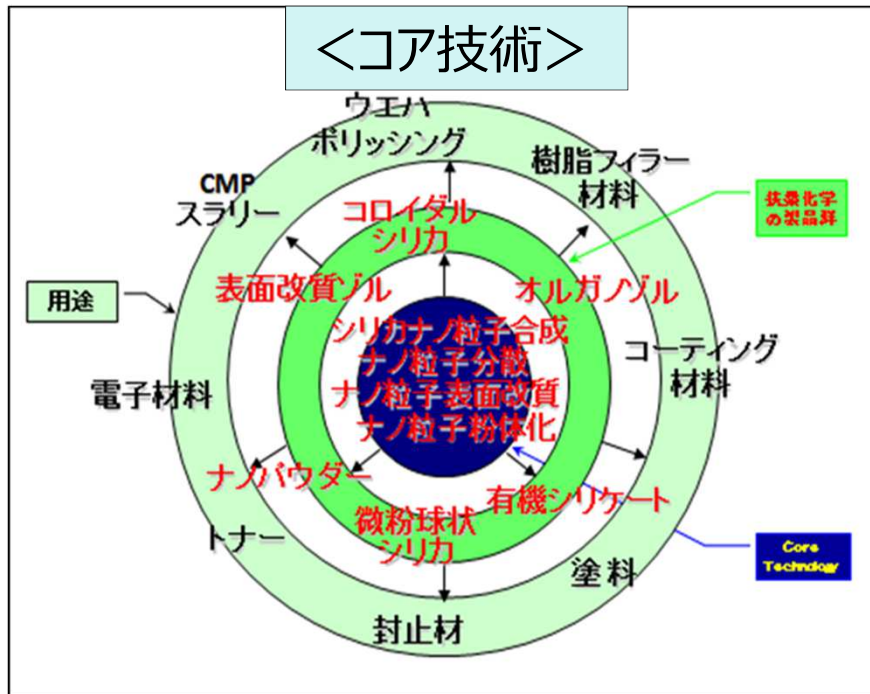 ＜コア技術＞
ウエハ
ポリッシング
樹脂フィラー
材料
CMP
スラリー
コロイダル
シリカ
扶桑化学
の製品群
表面改質ゾル
オルガノゾル
用途
シリカナノ粒子合成
ナノ粒子分散
ナノ粒子表面改質
ナノ粒子粉体化
コーティング
材料
電子材料
ナノパウダー
有機シリケート
微粉球状
シリカ
トナー
塗料
Core
Technology
封止材